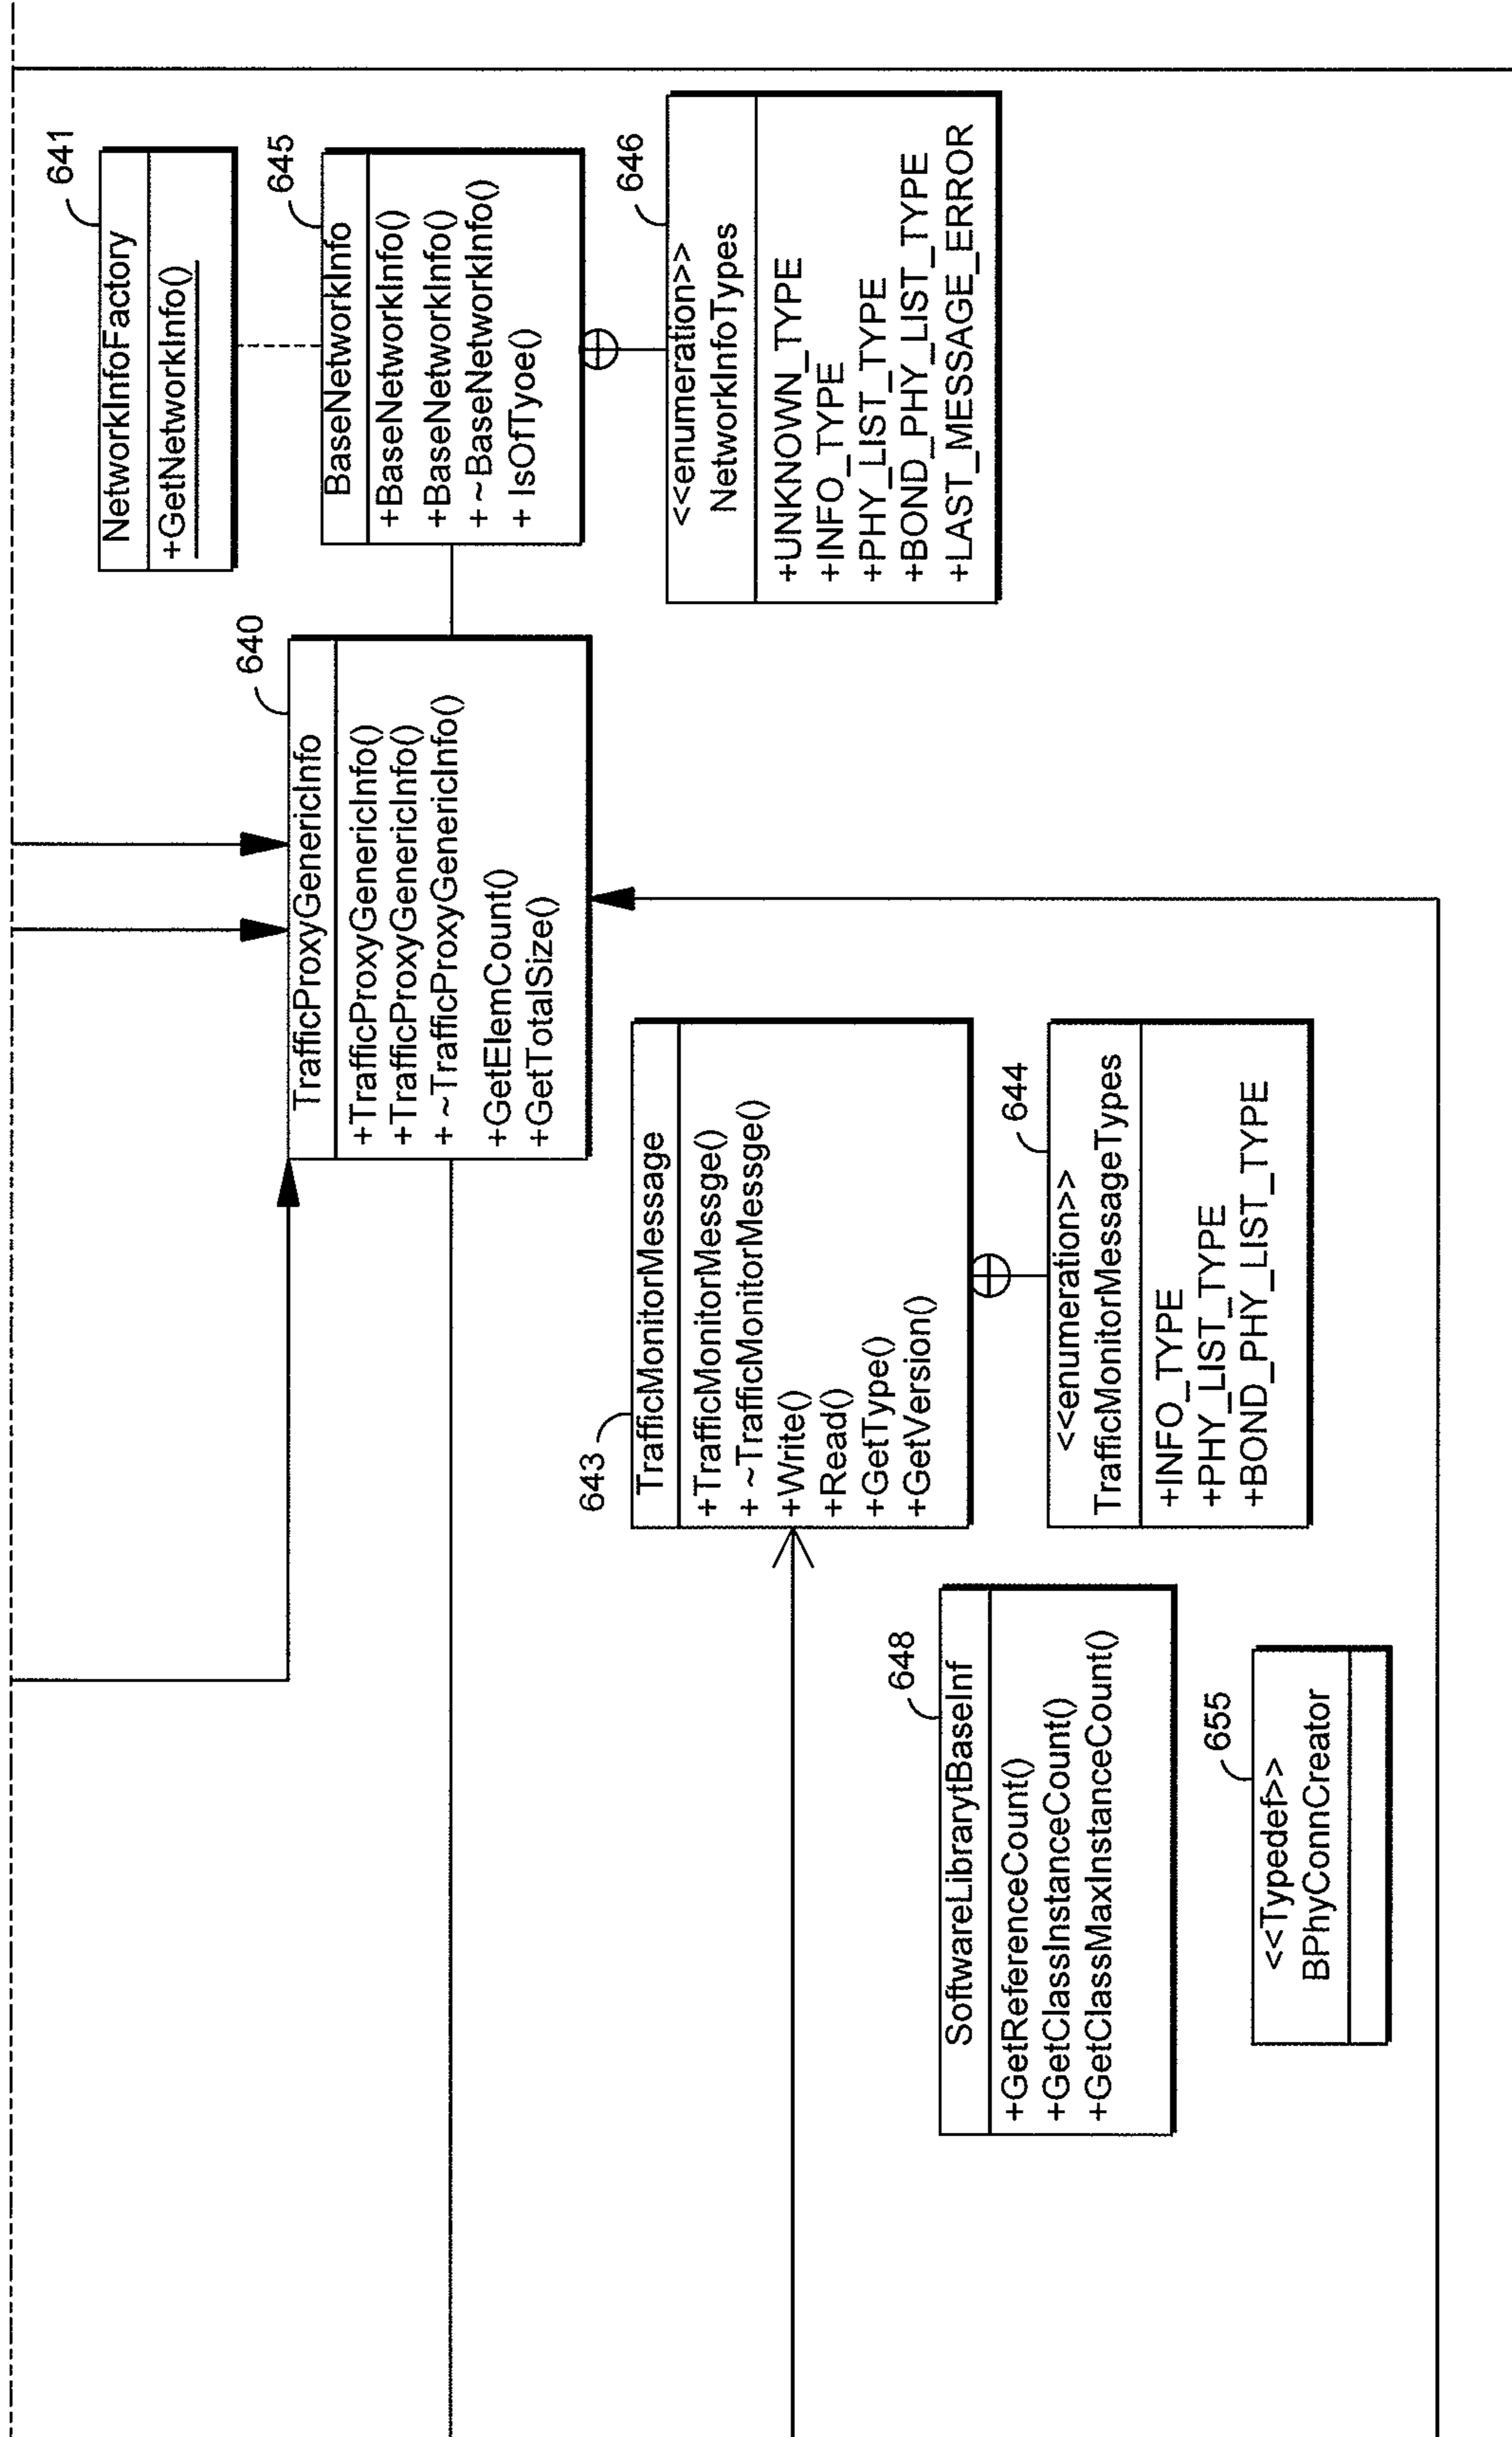 641
NetworkInfoFactory
+GetNetworkInfo()
645
BaseNetworkInfo
+BaseNetworkInfo()
+BaseNetworkInfo()
+ ~BaseNetworkInfo()
+ IsOfTyoe()
646
<<enumeration>>
NetworkInfoTypes
+UNKNOWN_TYPE
+INFO_TYPE
+PHY_LIST_TYPE
+BOND_PHY_LIST_TYPE
+LAST_MESSAGE_ERROR
640
TrafficProxyGenericInfo
+TrafficProxyGenericInfo()
+TrafficProxyGenericInfo()
+ ~TrafficProxyGenericInfo()
+GetElemCount()
+GetTotalSize()
643
TrafficMonitorMessage
+TrafficMonitorMessge()
+ ~TrafficMonitorMessge()
+Write()
+Read()
+GetType()
+GetVersion()
644
<<enumeration>>
TrafficMonitorMessageTypes
+INFO_TYPE
+PHY_LIST_TYPE
+BOND_PHY_LIST_TYPE
648
SoftwareLibrarytBaseInf
+GetReferenceCount()
+GetClassInstanceCount()
+GetClassMaxInstanceCount()
655
<<Typedef>>
BPhyConnCreator